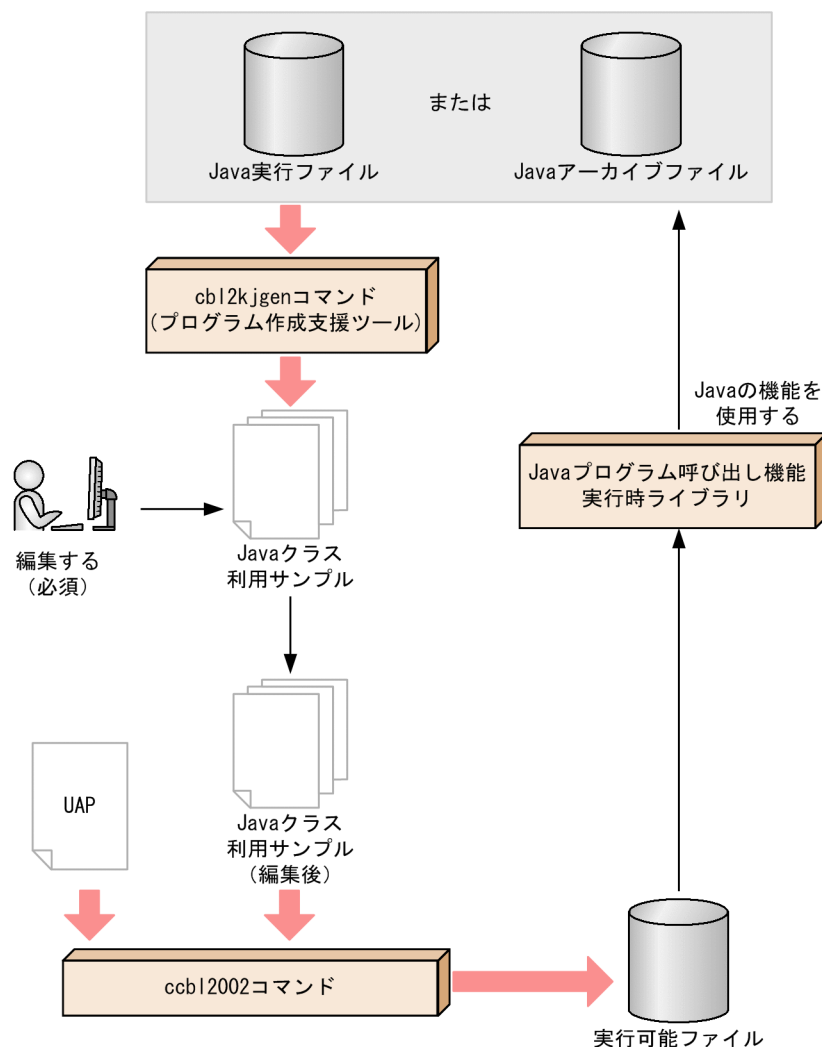 または
Java実行ファイル
Javaアーカイブファイル
cbl2kjgenコマンド
(プログラム作成支援ツール)
Javaの機能を
使用する
Javaプログラム呼び出し機能
実行時ライブラリ
編集する
(必須)
Javaクラス
利用サンプル
UAP
Javaクラス
利用サンプル
(編集後)
ccbl2002コマンド
実行可能ファイル